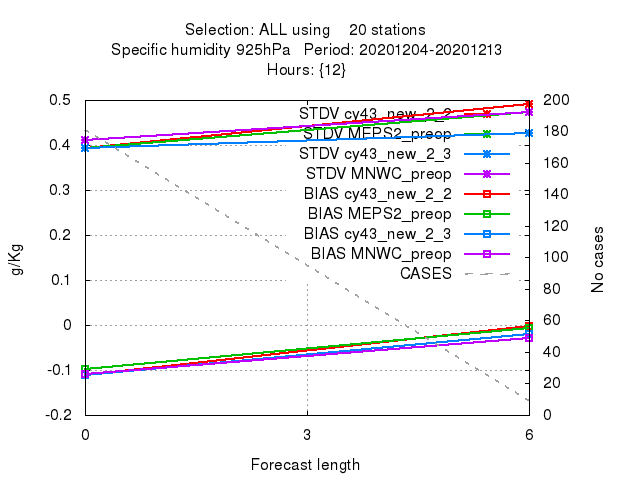 Selection: ALL using 20 stations
Specific humidity 925hPa Period: 20201204-20201213
Hours: {12}
0.5
0.4
0.3
0.2
0.1
0
-0.1
-0.2
g/Kg
STDV cy43_new_2_2
STDV MEPS2_preop
STDV cy43_new_2_3
STDV MNWC_preop
BIAS cy43_new_2_2
BIAS MEPS2_preop
BIAS cy43_new_2_3
BIAS MNWC_preop
CASES
200
180
160
140
120
100
80
60
40
20
0
No cases
0 3 6
Forecast length